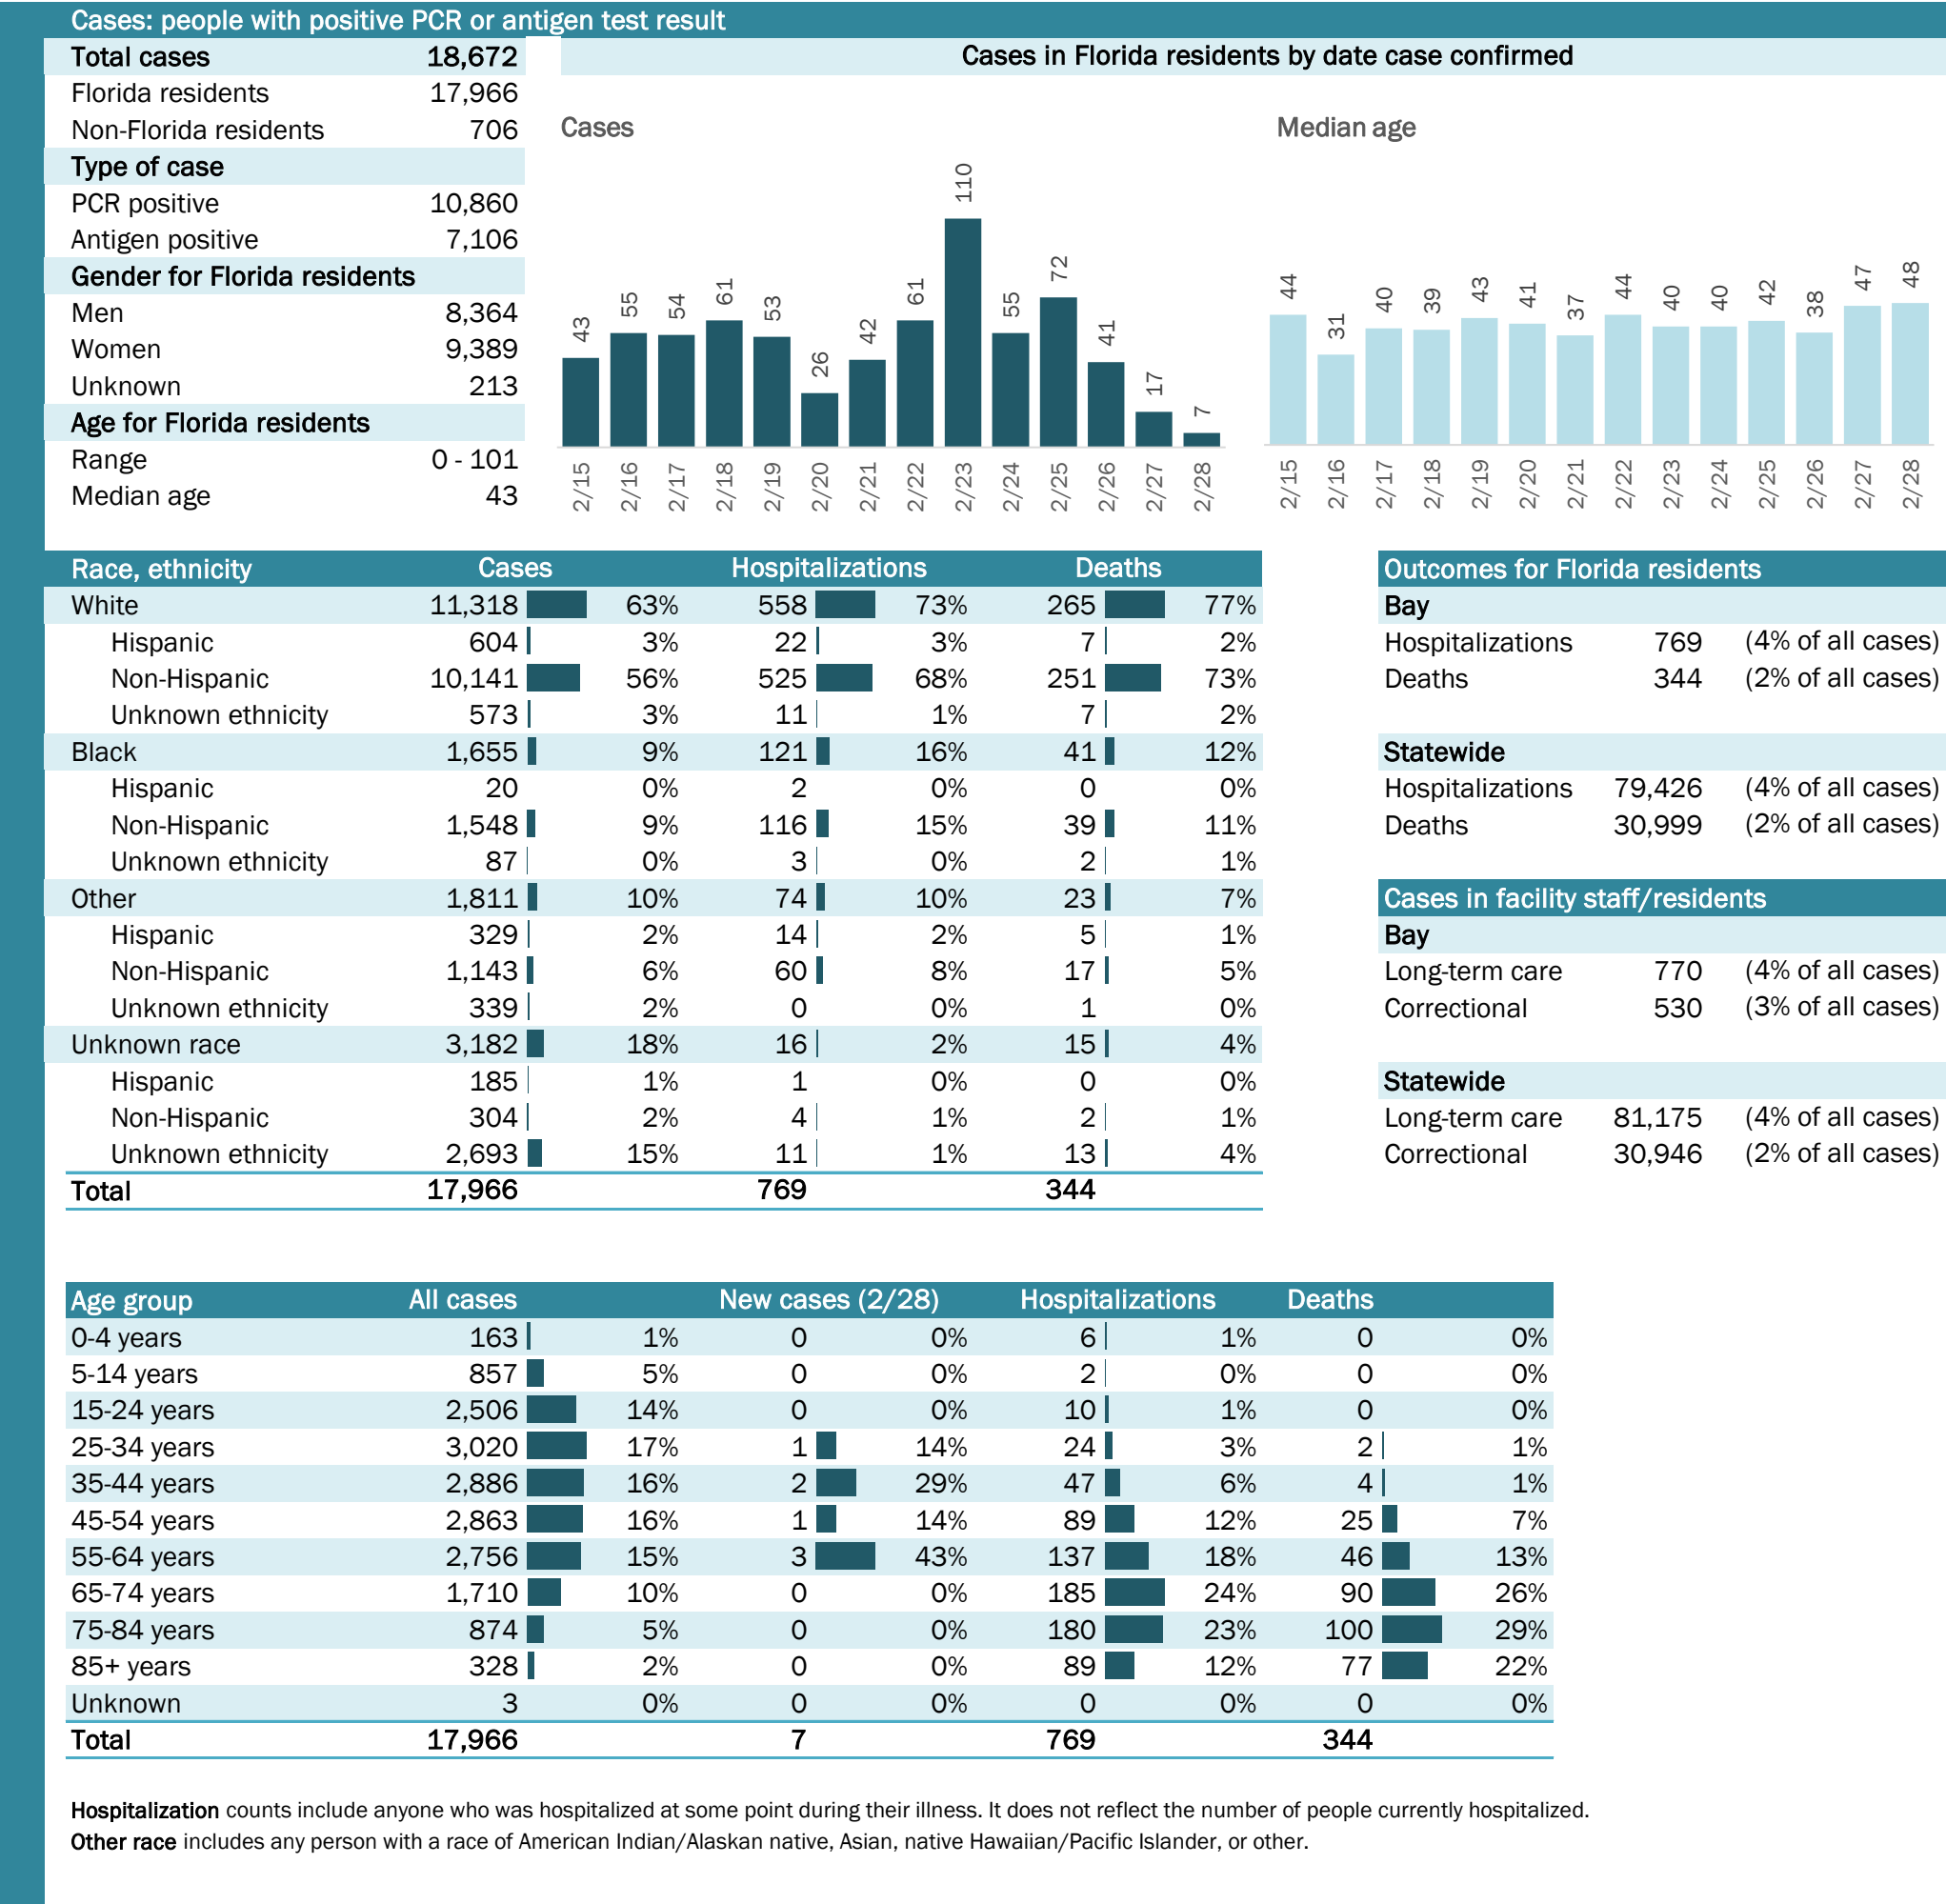 Cases: people with positive PCR or antigen test result
Total cases 18,672
Florida residents 17,966
Non-Florida residents 706
Type of case
PCR positive 10,860
Antigen positive 7,106
Gender for Florida residents
Men 8,364
Women 9,389
Unknown 213
Age for Florida residents
Range 0 - 101
Median age 43
Cases in Florida residents by date case confirmed
Cases
43 55 54 61 53 26 42 61 110 55 72 41 17 7
2/15 2/16 2/17 2/18 2/19 2/20 2/21 2/22 2/23 2/24 2/25 2/26 2/27 2/28
Median age
44 31 40 39 43 41 37 44 40 40 42 38 47 48
2/15 2/16 2/17 2/18 2/19 2/20 2/21 2/22 2/23 2/24 2/25 2/26 2/27 2/28
Race, ethnicity Cases Hospitalizations Deaths
White 11,318 63% 558 73% 265 77%
Hispanic 604 3% 22 3% 7 2%
Non-Hispanic 10,141 56% 525 68% 251 73%
Unknown ethnicity 573 3% 11 1% 7 2%
Black 1,655 9% 121 16% 41 12%
Hispanic 20 0% 2 0% 0 0%
Non-Hispanic 1,548 9% 116 15% 39 11%
Unknown ethnicity 87 0% 3 0% 2 1%
Other 1,811 10% 74 10% 23 7%
Hispanic 329 2% 14 2% 5 1%
Non-Hispanic 1,143 6% 60 8% 17 5%
Unknown ethnicity 339 2% 0 0% 1 0%
Unknown race 3,182 18% 16 2% 15 4%
Hispanic 185 1% 1 0% 0 0%
Non-Hispanic 304 2% 4 1% 2 1%
Unknown ethnicity 2,693 15% 11 1% 13 4%
Total 17,966 769 344
Outcomes for Florida residents
Bay
Hospitalizations 769 (4% of all cases)
Deaths 344 (2% of all cases)
Statewide
Hospitalizations 79,426 (4% of all cases)
Deaths 30,999 (2% of all cases)
Cases in facility staff/residents
Bay
Long-term care 770 (4% of all cases)
Correctional 530 (3% of all cases)
Statewide
Long-term care 81,175 (4% of all cases)
Correctional 30,946 (2% of all cases)
Age group All cases New cases (2/28) Hospitalizations Deaths
0-4 years 163 1% 0 0% 6 1% 0 0%
5-14 years 857 5% 0 0% 2 0% 0 0%
15-24 years 2,506 14% 0 0% 10 1% 0 0%
25-34 years 3,020 17% 1 14% 24 3% 2 1%
35-44 years 2,886 16% 2 29% 47 6% 4 1%
45-54 years 2,863 16% 1 14% 89 12% 25 7%
55-64 years 2,756 15% 3 43% 137 18% 46 13%
65-74 years 1,710 10% 0 0% 185 24% 90 26%
75-84 years 874 5% 0 0% 180 23% 100 29%
85+ years 328 2% 0 0% 89 12% 77 22%
Unknown 3 0% 0 0% 0 0% 0 0%
Total 17,966 7 769 344
Hospitalization counts include anyone who was hospitalized at some point during their illness. It does not reflect the number of people currently hospitalized.
Other race includes any person with a race of American Indian/Alaskan native, Asian, native Hawaiian/Pacific Islander, or other.